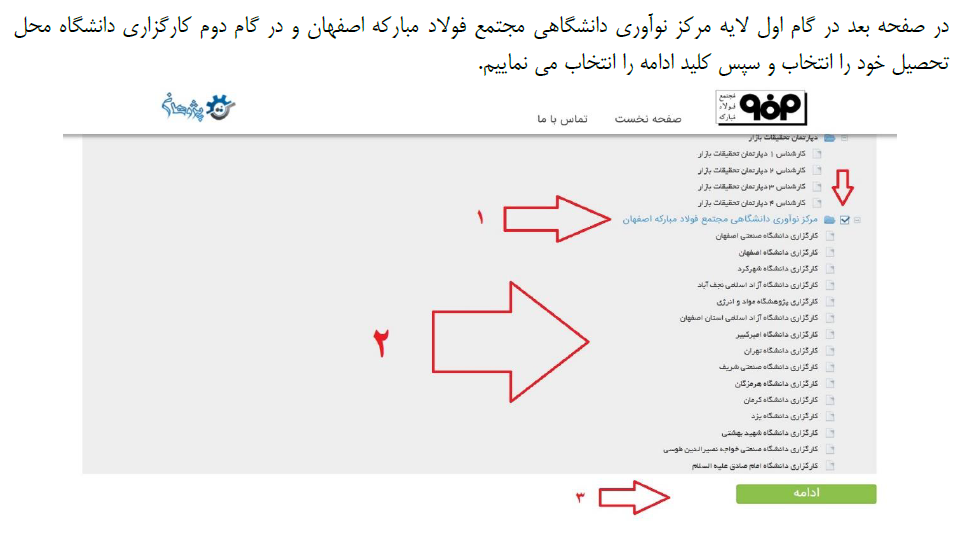 در صفحه بعد در گام اول لایه مرکز نوآوری دانشگاهی مجتمع فولاد مبارکه اصفهان و در گام دوم کارگزاری دانشگاه محل
تحصیل خود را انتخاب و سپس کلید ادامه را انتخاب می نماییم.
مجتمع
فولاد
مبارکه
صفحه نخست
تماس با ما
پژوهان
دپارتمان تحقیقات بازار
کارشناس ۱ دپارتمان تحقیقات بازار
کارشناس ۲ دپارتمان تحقیقات بازار
کارشناس ۳ دپارتمان تحقیقات بازار
کارشناس ۴ دپارتمان تحقیقات بازار
مرکز نوآوری دانشگاهی مجتمع فولاد مبارکه اصفهان
۱
کارگزاری دانشگاه صنعتی اصفهان
کارگزاری دانشگاه اصفهان
کارگزاری دانشگاه شهرکرد
کارگزاری دانشگاه آزاد اسلامی نجف آباد
کارگزاری پژوهشگاه مواد و انرژی
کارگزاری دانشگاه آزاد اسلامی استان اصفهان
کارگزاری دانشگاه امیرکبیر
۲
کارگزاری دانشگاه تهران
کارگزاری دانشگاه صنعتی شریف
کارگزاری دانشگاه هرمزگان
کارگزاری دانشگاه کرمان
کارگزاری دانشگاه یزد
کارگزاری دانشگاه شهید بهشتی
کارگزاری دانشگاه صنعتی خواجه نصیرالدین طوسی
کارگزاری دانشگاه امام صادق علیه السلام
ادامه
۳